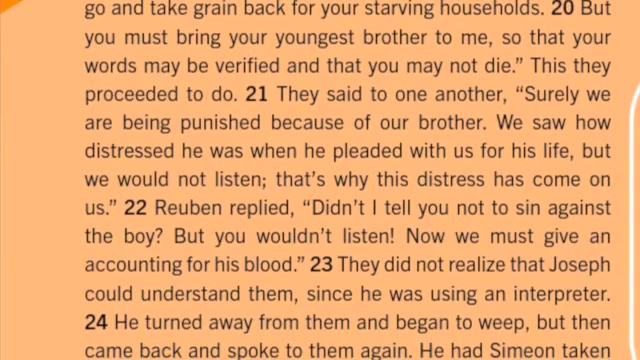 go and take grain back for your starving households. 20 But
you must bring your youngest brother to me, so that your
words may be verified and that you may not die.” This they
proceeded to do. 21 They said to one another, “Surely we
are being punished because of our brother. We saw how
distressed he was when he pleaded with us for his life, but
we would not listen; that’s why this distress has come on
us.” 22 Reuben replied, “Didn’t I tell you not to sin against
the boy? But you wouldn’t listen! Now we must give an
accounting for his blood.” 23 They did not realize that Joseph
could understand them, since he was using an interpreter.
24 He turned away from them and began to weep, but then
came back and spoke to them again. He had Simeon taken